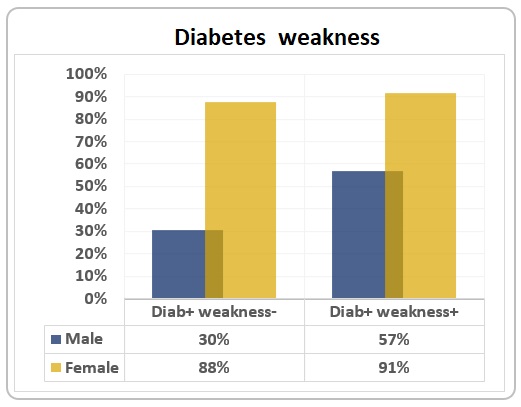 Diabetes weakness
100%
90%
80%
70%
60%
50%
40%
30%
20%
10%
0%
Diab+ weakness- Diab+ weakness+
Male 30% 57%
Female 88% 91%